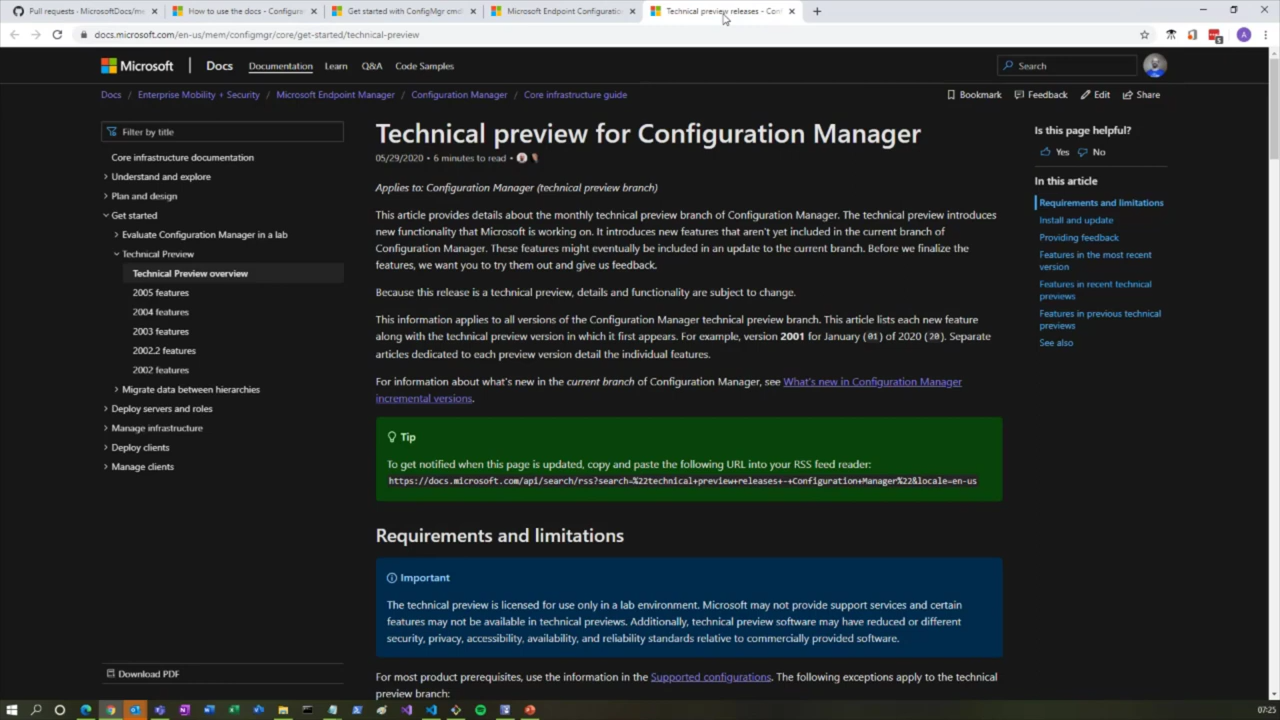 Pull requests - MicrosoftDocs/me
How to use the docs - Configura
Get started with ConfigMgr cmd
Microsoft Endpoint Configuration
Technical preview releases - Con
docs.microsoft.com/en-us/mem/configmgr/core/get-started/technical-preview
A
Microsoft
Docs
Documentation
Learn
Q&A
Code Samples
Search
Docs / Enterprise Mobility + Security / Microsoft Endpoint Manager / Configuration Manager / Core infrastructure guide
Bookmark
Feedback
Edit
Share
Filter by title
Core infrastructure documentation
Understand and explore
Plan and design
Get started
Evaluate Configuration Manager in a lab
Technical Preview
Technical Preview overview
2005 features
2004 features
2003 features
2002.2 features
2002 features
Migrate data between hierarchies
Deploy servers and roles
Manage infrastructure
Deploy clients
Manage clients
Download PDF
Technical preview for Configuration Manager
05/29/2020 • 6 minutes to read •
Applies to: Configuration Manager (technical preview branch)
This article provides details about the monthly technical preview branch of Configuration Manager. The technical preview introduces
new functionality that Microsoft is working on. It introduces new features that aren't yet included in the current branch of
Configuration Manager. These features might eventually be included in an update to the current branch. Before we finalize the
features, we want you to try them out and give us feedback.
Because this release is a technical preview, details and functionality are subject to change.
This information applies to all versions of the Configuration Manager technical preview branch. This article lists each new feature
along with the technical preview version in which it first appears. For example, version 2001 for January (01) of 2020 (20). Separate
articles dedicated to each preview version detail the individual features.
For information about what's new in the current branch of Configuration Manager, see What's new in Configuration Manager
incremental versions.
Tip
To get notified when this page is updated, copy and paste the following URL into your RSS feed reader:
https://docs.microsoft.com/api/search/rss?search=%22technical+preview+releases+-+Configuration+Manager%22&locale=en-us
Requirements and limitations
Important
The technical preview is licensed for use only in a lab environment. Microsoft may not provide support services and certain
features may not be available in technical previews. Additionally, technical preview software may have reduced or different
security, privacy, accessibility, availability, and reliability standards relative to commercially provided software.
For most product prerequisites, use the information in the Supported configurations. The following exceptions apply to the technical
preview branch:
Is this page helpful?
Yes
No
In this article
Requirements and limitations
Install and update
Providing feedback
Features in the most recent
version
Features in recent technical
previews
Features in previous technical
previews
See also
07:25